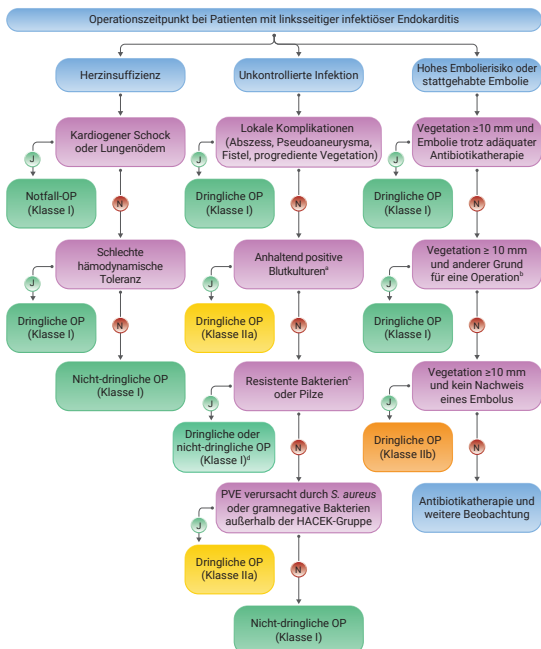 Operationszeitpunkt bei Patienten mit linksseitiger infektiöser Endokarditis
Herzinsuffizienz
Unkontrollierte Infektion
Hohes Embolierisiko oder
stattgehabte Embolie
Kardiogener Schock
oder Lungenödem
Lokale Komplikationen
(Abszess, Pseudoaneurysma,
Fistel, progrediente Vegetation)
Vegetation ≥10 mm und
Embolie trotz adäquater
Antibiotikatherapie
J
J
J
Notfall-OP
(Klasse I)
N
Dringliche OP
(Klasse I)
N
Dringliche OP
(Klasse I)
N
Schlechte
hämodynamische
Toleranz
Anhaltend positive
Blutkulturenᵃ
Vegetation ≥ 10 mm
und anderer Grund
für eine Operationᵇ
J
J
J
Dringliche OP
(Klasse I)
N
Dringliche OP
(Klasse IIa)
N
Dringliche OP
(Klasse I)
N
Nicht-dringliche OP
(Klasse I)
Resistente Bakterienᶜ
oder Pilze
Vegetation ≥10 mm
und kein Nachweis
eines Embolus
J
J
Dringliche oder
nicht-dringliche OP
(Klasse I)ᵈ
N
Dringliche OP
(Klasse IIb)
N
PVE verursacht durch S. aureus
oder gramnegative Bakterien
außerhalb der HACEK-Gruppe
Antibiotikatherapie und
weitere Beobachtung
J
Dringliche OP
(Klasse IIa)
N
Nicht-dringliche OP
(Klasse I)